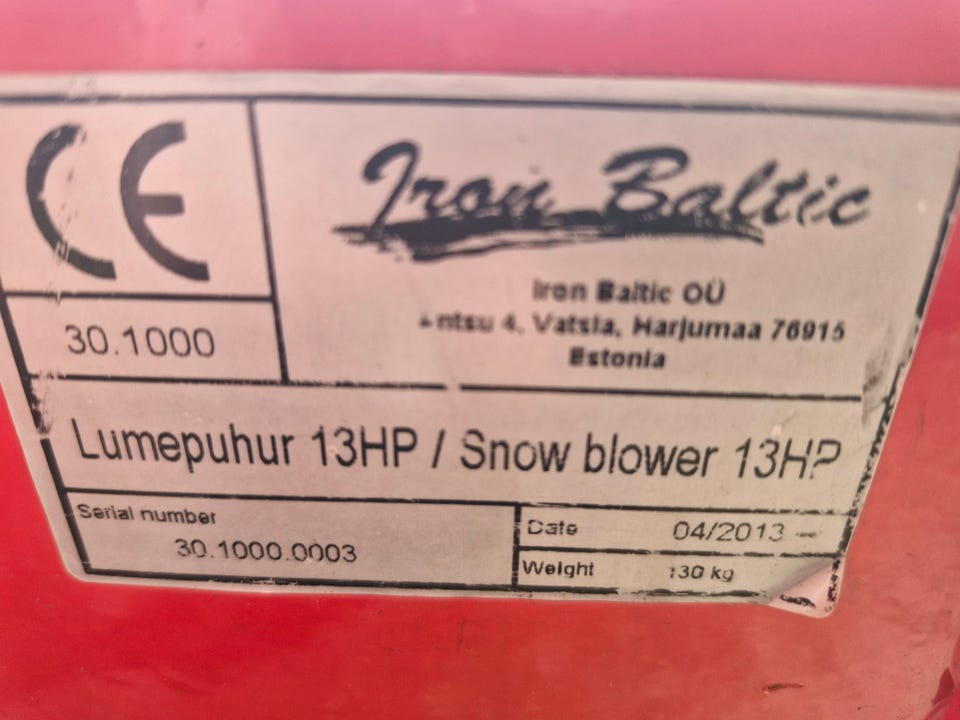 CE
Iron Baltic
30.1000
Iron Baltic OÜ
4, Vatsla, Harjumaa 76915
Estonia
Lumepuhur 13HP / Snow blower 13HP
Serial number
30.1000.0003
Date 04/2013
Weight 130 kg